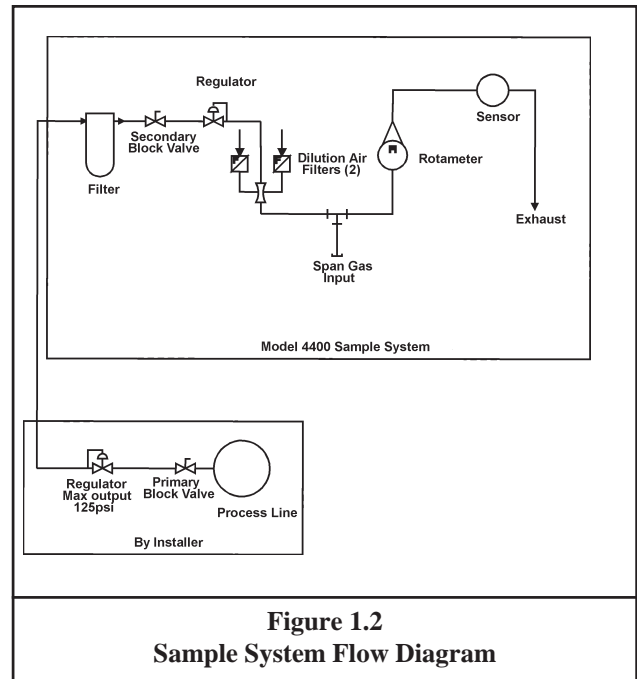 Regulator
Secondary
Block Valve
Filter
Dilution Air
Filters (2)
Rotameter
Sensor
Exhaust
Span Gas
Input
Model 4400 Sample System
Regulator
Max output
125psi
Primary
Block Valve
Process Line
By Installer
Figure 1.2
Sample System Flow Diagram